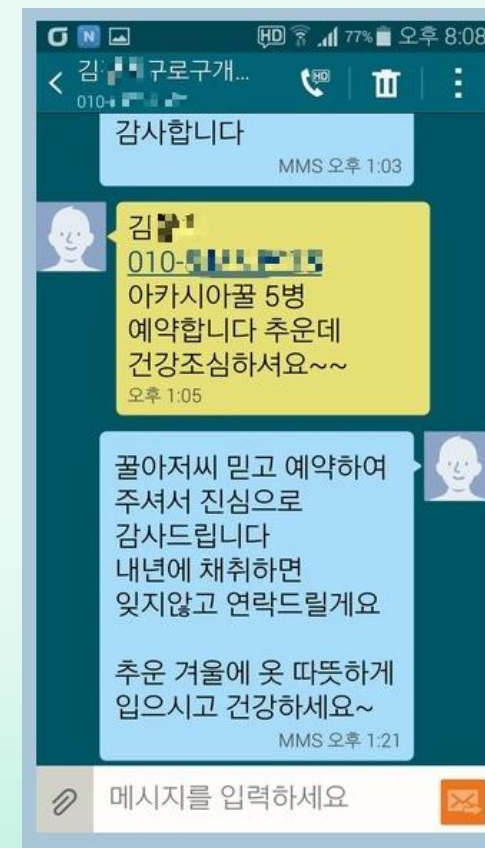 HD 77% 오후 8:08
김 구로구개...
010-
감사합니다
MMS 오후 1:03
김
010-
아카시아꿀 5병
예약합니다 추운데
건강조심하셔요~~
오후 1:05
꿀아저씨 믿고 예약하여
주셔서 진심으로
감사드립니다
내년에 채취하면
잊지않고 연락드릴게요
추운 겨울에 옷 따뜻하게
입으시고 건강하세요~
MMS 오후 1:21
메시지를 입력하세요